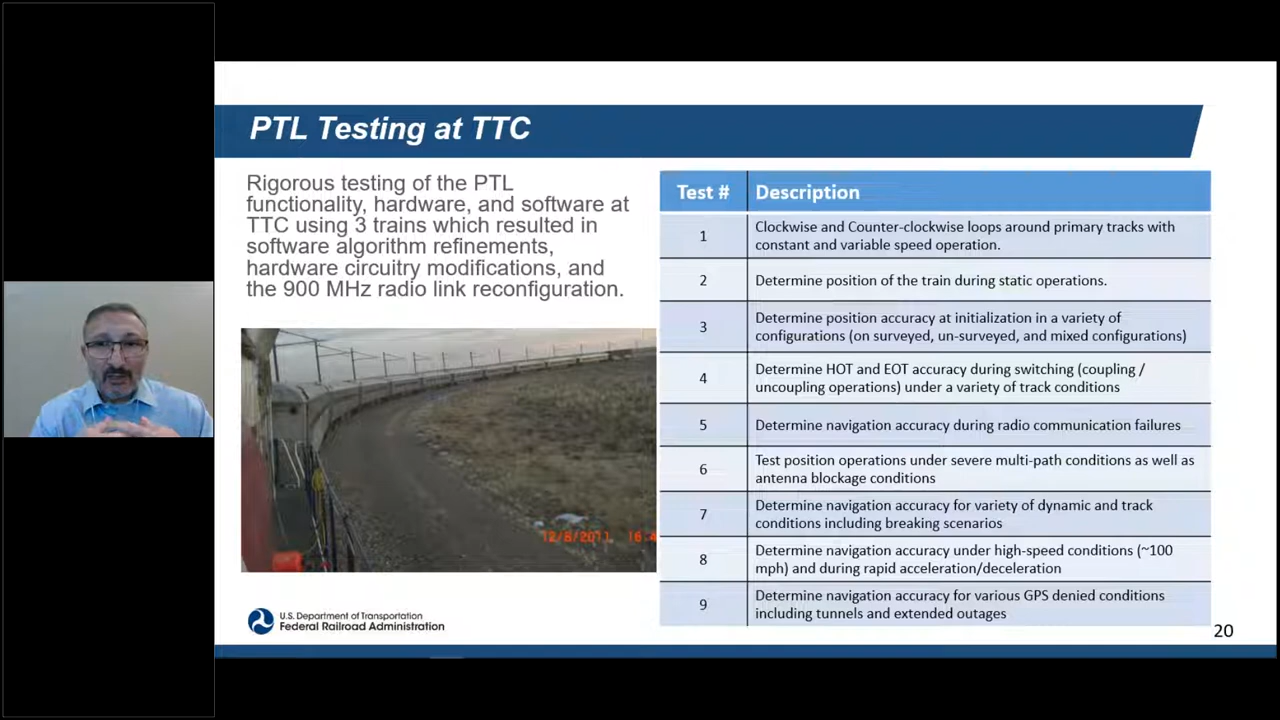 PTL Testing at TTC
Rigorous testing of the PTL
functionality, hardware, and software at
TTC using 3 trains which resulted in
software algorithm refinements,
hardware circuitry modifications, and
the 900 MHz radio link reconfiguration.
12/8/2011 16:4
U.S. Department of Transportation
Federal Railroad Administration
Test # Description
1 Clockwise and Counter-clockwise loops around primary tracks with
constant and variable speed operation.
2 Determine position of the train during static operations.
3 Determine position accuracy at initialization in a variety of
configurations (on surveyed, un-surveyed, and mixed configurations)
4 Determine HOT and EOT accuracy during switching (coupling /
uncoupling operations) under a variety of track conditions
5 Determine navigation accuracy during radio communication failures
6 Test position operations under severe multi-path conditions as well as
antenna blockage conditions
7 Determine navigation accuracy for variety of dynamic and track
conditions including breaking scenarios
8 Determine navigation accuracy under high-speed conditions (~100
mph) and during rapid acceleration/deceleration
9 Determine navigation accuracy for various GPS denied conditions
including tunnels and extended outages
20